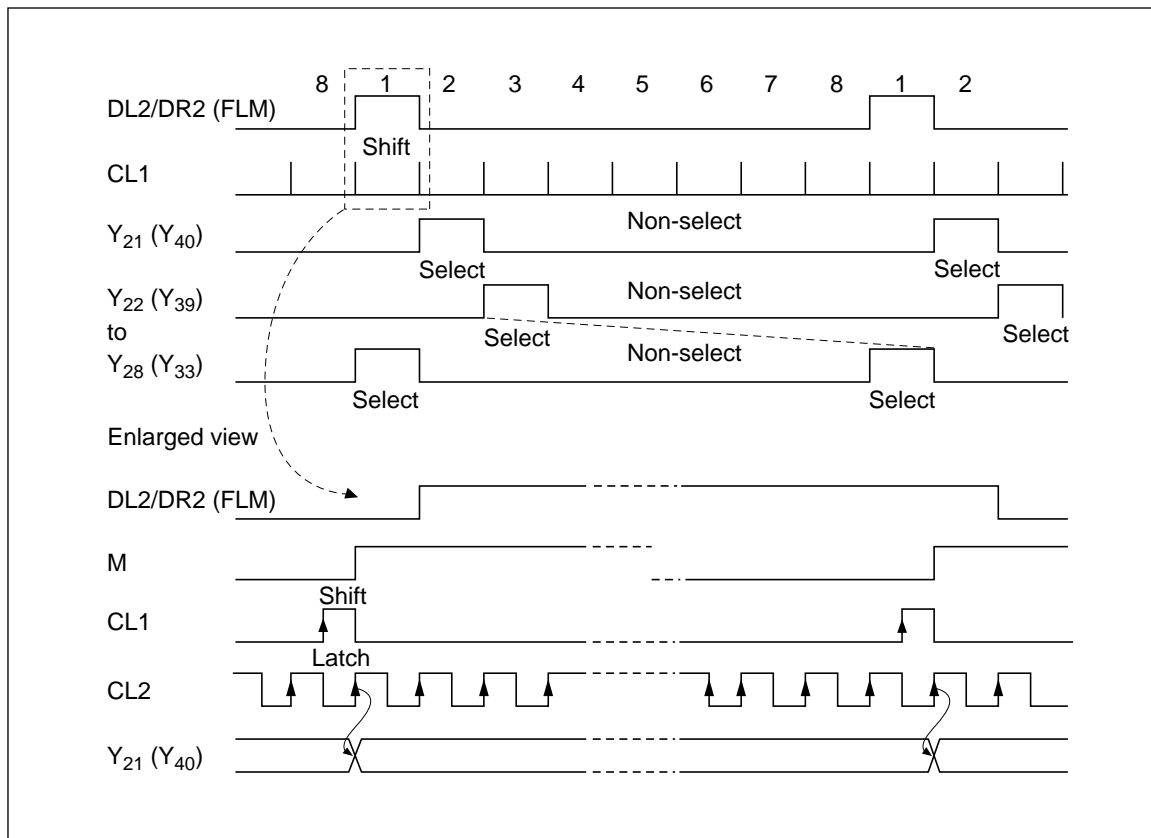 8 1 2 3 4 5 6 7 8 1 2
DL2/DR2 (FLM)
Shift
CL1
Non-select
Y21 (Y40)
Select Select
Y22 (Y39)
Non-select
to
Select Select
Y28 (Y33)
Non-select
Select Select
Enlarged view
DL2/DR2 (FLM)
M
Shift
CL1
Latch
CL2
Y21 (Y40)